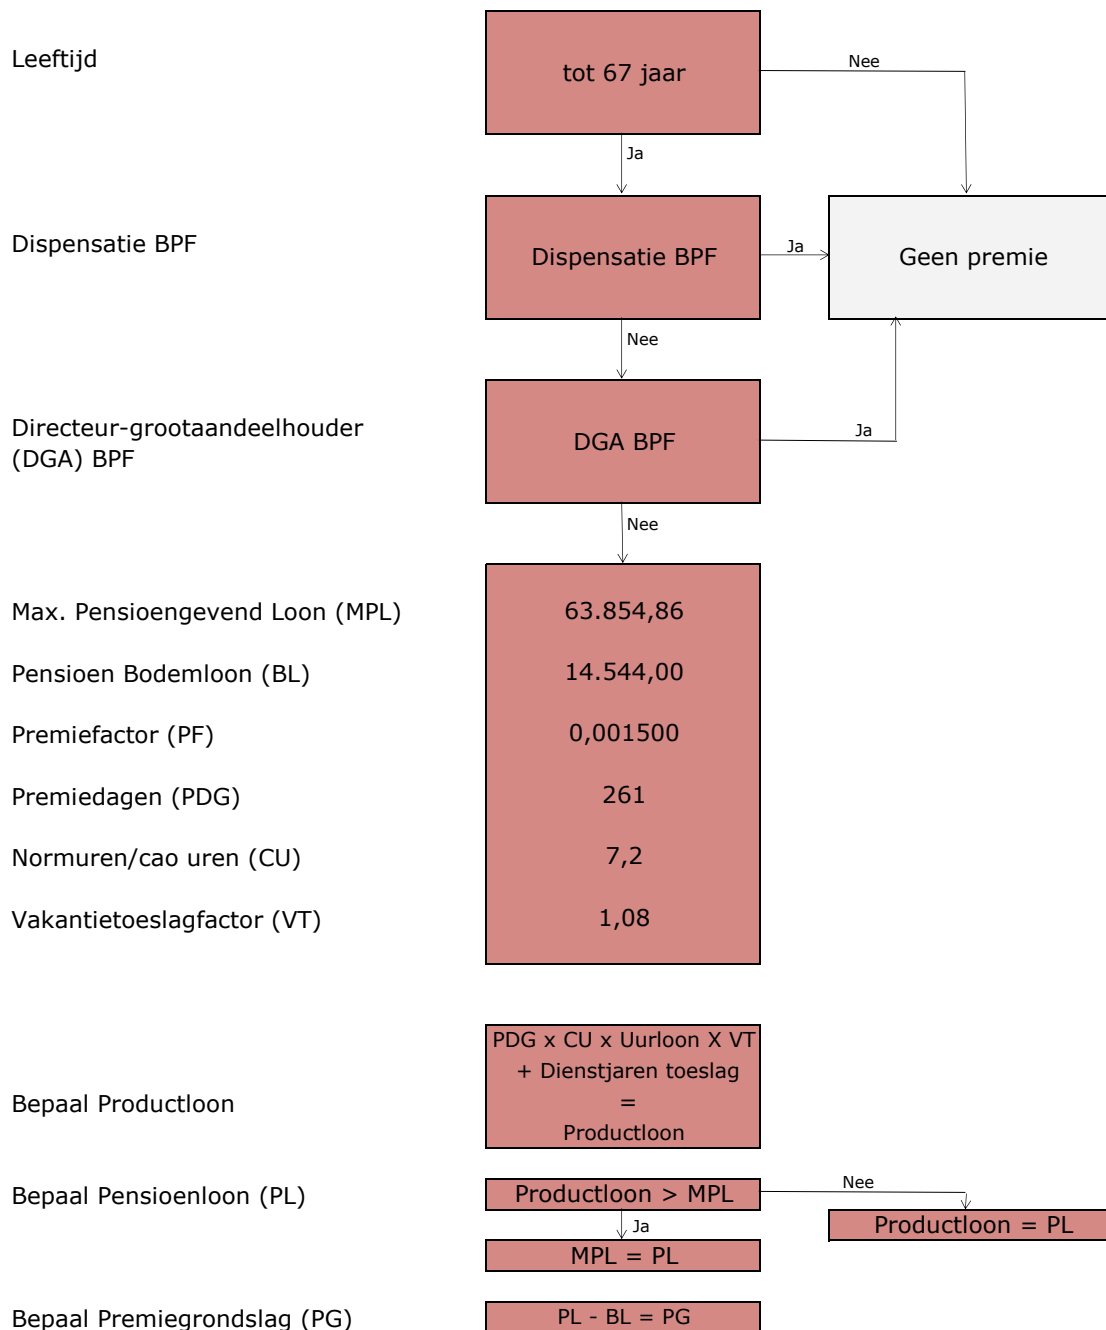 Leeftijd
tot 67 jaar
Nee
Ja
Dispensatie BPF
Dispensatie BPF
Ja
Geen premie
Nee
Directeur-grootaandeelhouder
(DGA) BPF
DGA BPF
Ja
Nee
Max. Pensioengevend Loon (MPL)
63.854,86
Pensioen Bodemloon (BL)
14.544,00
Premiefactor (PF)
0,001500
Premiedagen (PDG)
261
Normuren/cao uren (CU)
7,2
Vakantietoeslagfactor (VT)
1,08
Bepaal Productloon
PDG x CU x Uurloon X VT
+ Dienstjaren toeslag
=
Productloon
Bepaal Pensioenloon (PL)
Productloon > MPL
Nee
Productloon = PL
Ja
MPL = PL
Bepaal Premiegrondslag (PG)
PL - BL = PG